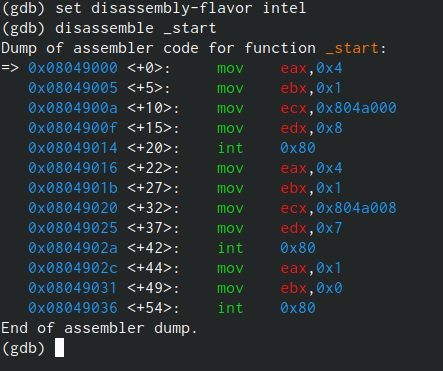 (gdb) set disassembly-flavor intel
(gdb) disassemble _start
Dump of assembler code for function _start:
=> 0x08049000 <+0>:     mov    eax,0x4
   0x08049005 <+5>:     mov    ebx,0x1
   0x0804900a <+10>:    mov    ecx,0x804a000
   0x0804900f <+15>:    mov    edx,0x8
   0x08049014 <+20>:    int    0x80
   0x08049016 <+22>:    mov    eax,0x4
   0x0804901b <+27>:    mov    ebx,0x1
   0x08049020 <+32>:    mov    ecx,0x804a008
   0x08049025 <+37>:    mov    edx,0x7
   0x0804902a <+42>:    int    0x80
   0x0804902c <+44>:    mov    eax,0x1
   0x08049031 <+49>:    mov    ebx,0x0
   0x08049036 <+54>:    int    0x80
End of assembler dump.
(gdb)